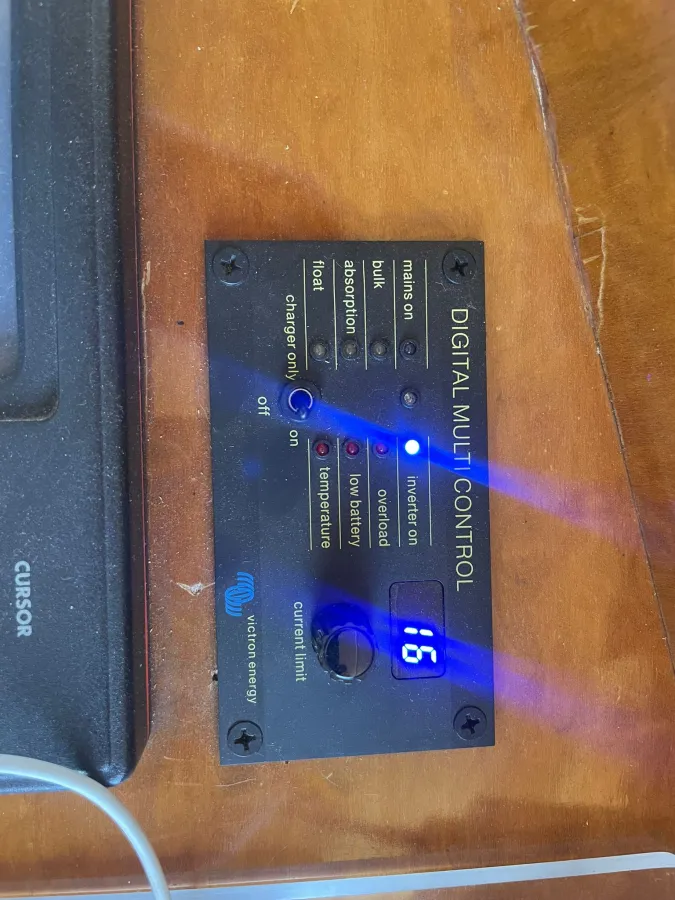 DIGITAL MULTI CONTROL
mains on
bulk
absorption
float
inverter on
overload
low battery
temperature
charger only
off
on
16
current limit
victron energy
CURSOR